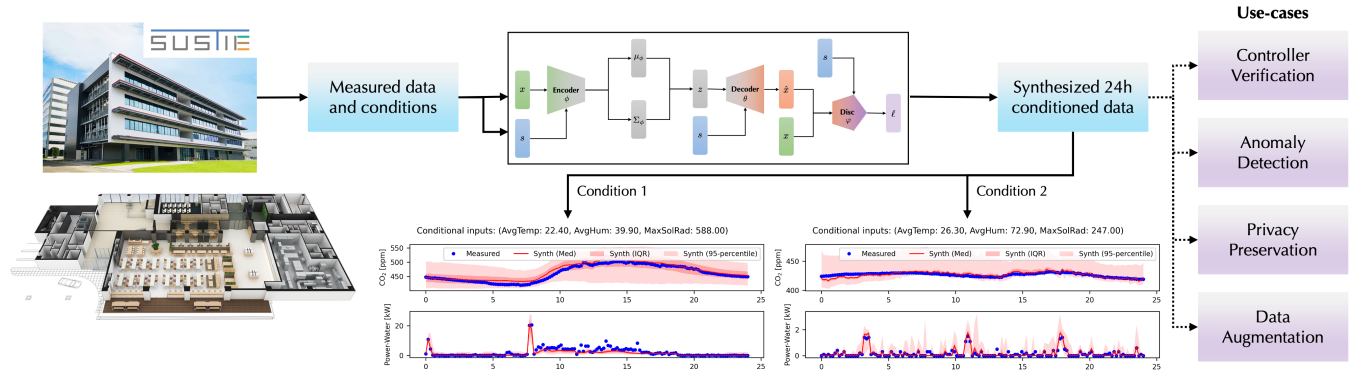 SUSTIE
Measured data
and conditions
x
s
Encoder
ϕ
μ_ϕ
Σ_ϕ
z
s
Decoder
θ
x̂
x
s
Disc
φ
ℓ
Synthesized 24h
conditioned data
Use-cases
Controller
Verification
Anomaly
Detection
Privacy
Preservation
Data
Augmentation
Condition 1
Condition 2
Conditional inputs: (AvgTemp: 22.40, AvgHum: 39.90, MaxSolRad: 588.00)
CO₂ [ppm]
550
500
450
Measured Synth (Med) Synth (IQR) Synth (95-percentile)
0 5 10 15 20 25
Power-Water [kW]
20
0
0 5 10 15 20 25
Conditional inputs: (AvgTemp: 26.30, AvgHum: 72.90, MaxSolRad: 247.00)
CO₂ [ppm]
450
400
Measured Synth (Med) Synth (IQR) Synth (95-percentile)
0 5 10 15 20 25
Power-Water [kW]
2
0
0 5 10 15 20 25